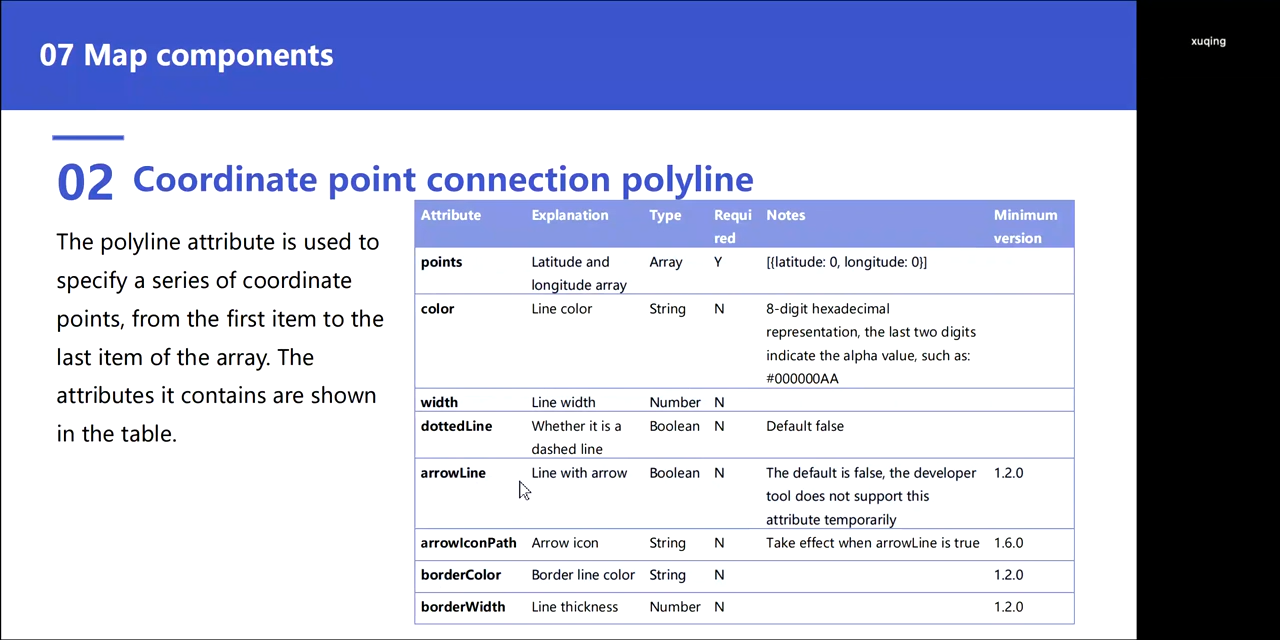 07 Map components
xuqing
02 Coordinate point connection polyline
The polyline attribute is used to
specify a series of coordinate
points, from the first item to the
last item of the array. The
attributes it contains are shown
in the table.
Attribute Explanation Type Requi Notes Minimum
red version
points Latitude and Array Y [{latitude: 0, longitude: 0}]
longitude array
color Line color String N 8-digit hexadecimal
representation, the last two digits
indicate the alpha value, such as:
#000000AA
width Line width Number N
dottedLine Whether it is a Boolean N Default false
dashed line
arrowLine Line with arrow Boolean N The default is false, the developer 1.2.0
tool does not support this
attribute temporarily
arrowIconPath Arrow icon String N Take effect when arrowLine is true 1.6.0
borderColor Border line color String N 1.2.0
borderWidth Line thickness Number N 1.2.0